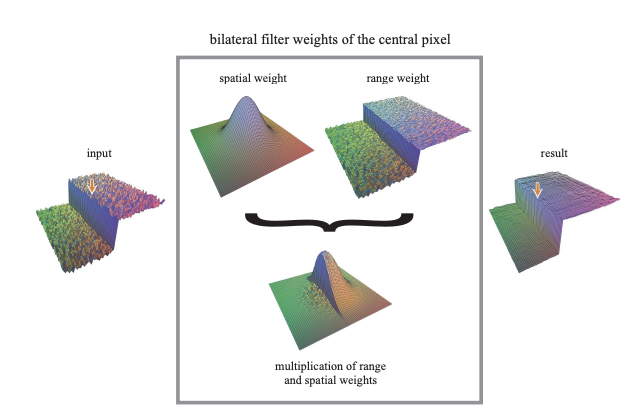 bilateral filter weights of the central pixel
spatial weight
range weight
input
result
multiplication of range
and spatial weights